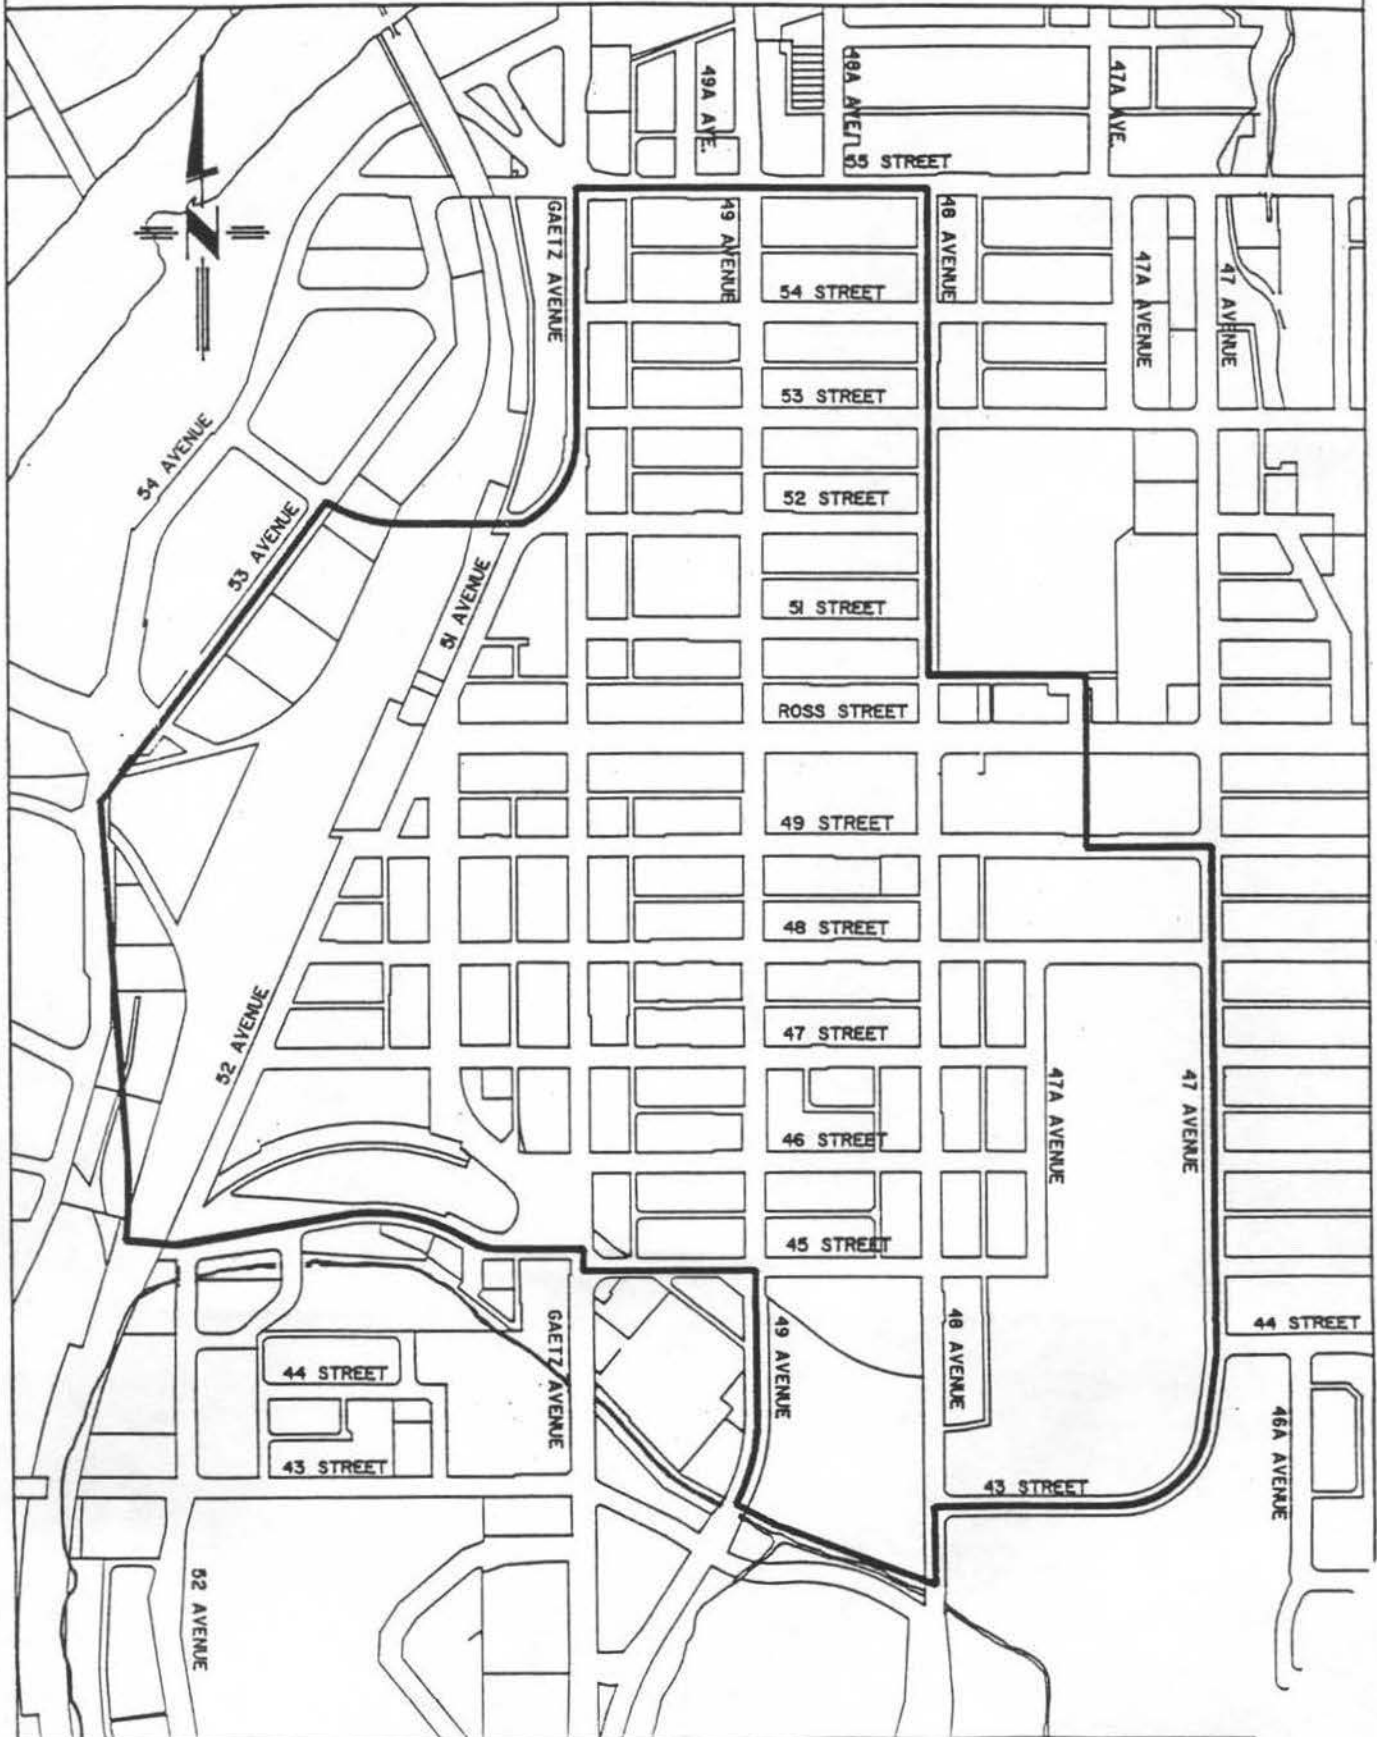 49A AVE.
48A AVE.
47A AVE.
55 STREET
GAETZ AVENUE
49 AVENUE
48 AVENUE
47A AVENUE
47 AVENUE
N
54 STREET
53 STREET
54 AVENUE
52 STREET
53 AVENUE
51 AVENUE
51 STREET
ROSS STREET
49 STREET
48 STREET
52 AVENUE
47 STREET
47A AVENUE
47 AVENUE
46 STREET
45 STREET
GAETZ AVENUE
49 AVENUE
48 AVENUE
44 STREET
44 STREET
46A AVENUE
43 STREET
43 STREET
52 AVENUE